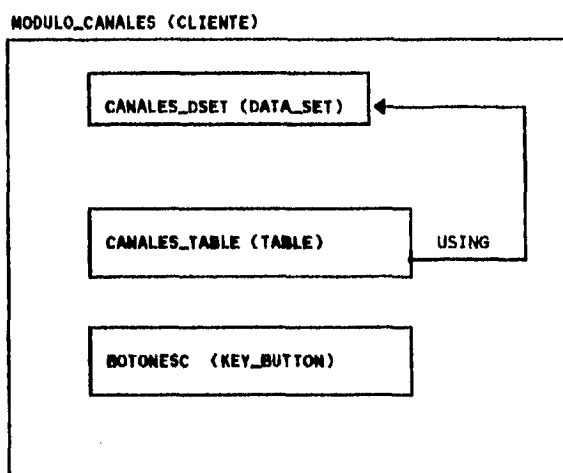 MODULO_CANALES (CLIENTE)
CANALES_DSET (DATA_SET)
CANALES_TABLE (TABLE)    USING
BOTONESC (KEY_BUTTON)